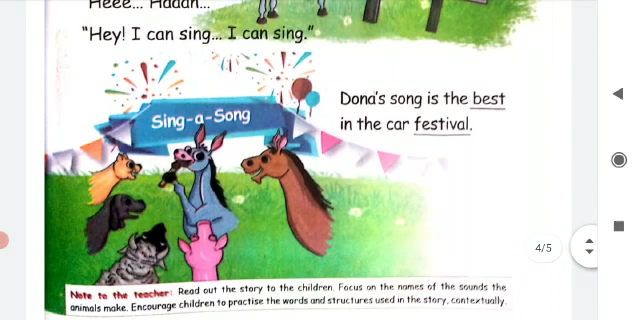 Heee...
"Hey! I can sing... I can sing."
Sing-a-Song
Dona's song is the best
in the car festival.
4/5
Note to the teacher: Read out the story to the children. Focus on the names of the sounds the
animals make. Encourage children to practise the words and structures used in the story, contextually.